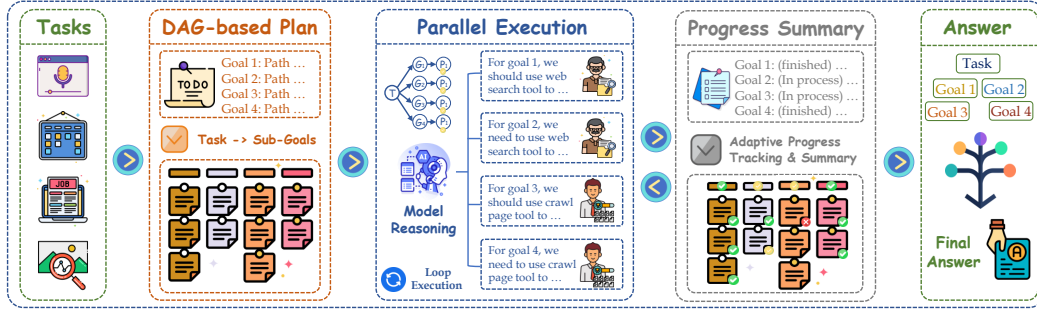 Tasks
JOB
DAG-based Plan
TO DO
Goal 1: Path ...
Goal 2: Path ...
Goal 3: Path ...
Goal 4: Path ...
Task -> Sub-Goals
Parallel Execution
T
G₁ P₁
G₂ P₂
G₃ P₃
G₄ P₄
AI
Model
Reasoning
Loop
Execution
For goal 1, we
should use web
search tool to ...
For goal 2, we
need to use web
search tool to ...
For goal 3, we
should use crawl
page tool to ...
For goal 4, we
need to use crawl
page tool to ...
Progress Summary
Goal 1: (finished) ...
Goal 2: (In process) ...
Goal 3: (In process) ...
Goal 4: (finished) ...
Adaptive Progress
Tracking & Summary
Answer
Task
Goal 1 Goal 2
Goal 3 Goal 4
Final
Answer
A